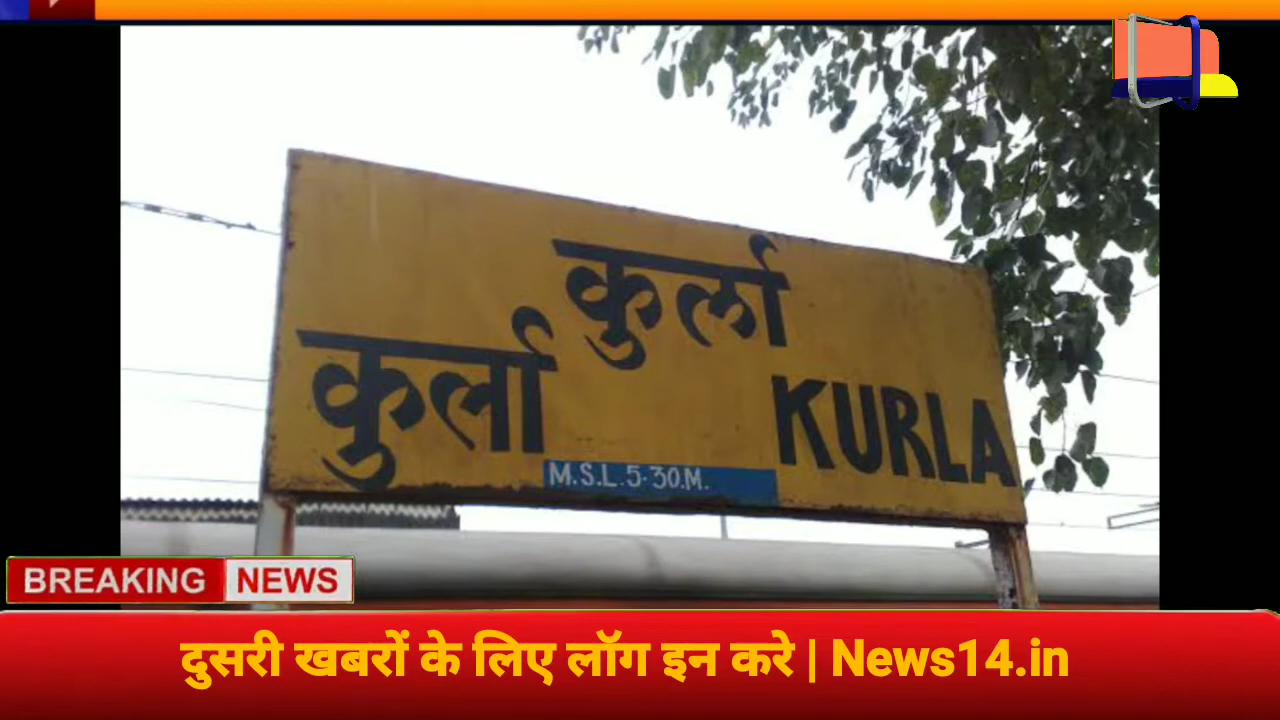 कुर्ला
कुर्ला
KURLA
M.S.L. 5.30.M.
BREAKING NEWS
दुसरी खबरों के लिए लॉग इन करे | News14.in